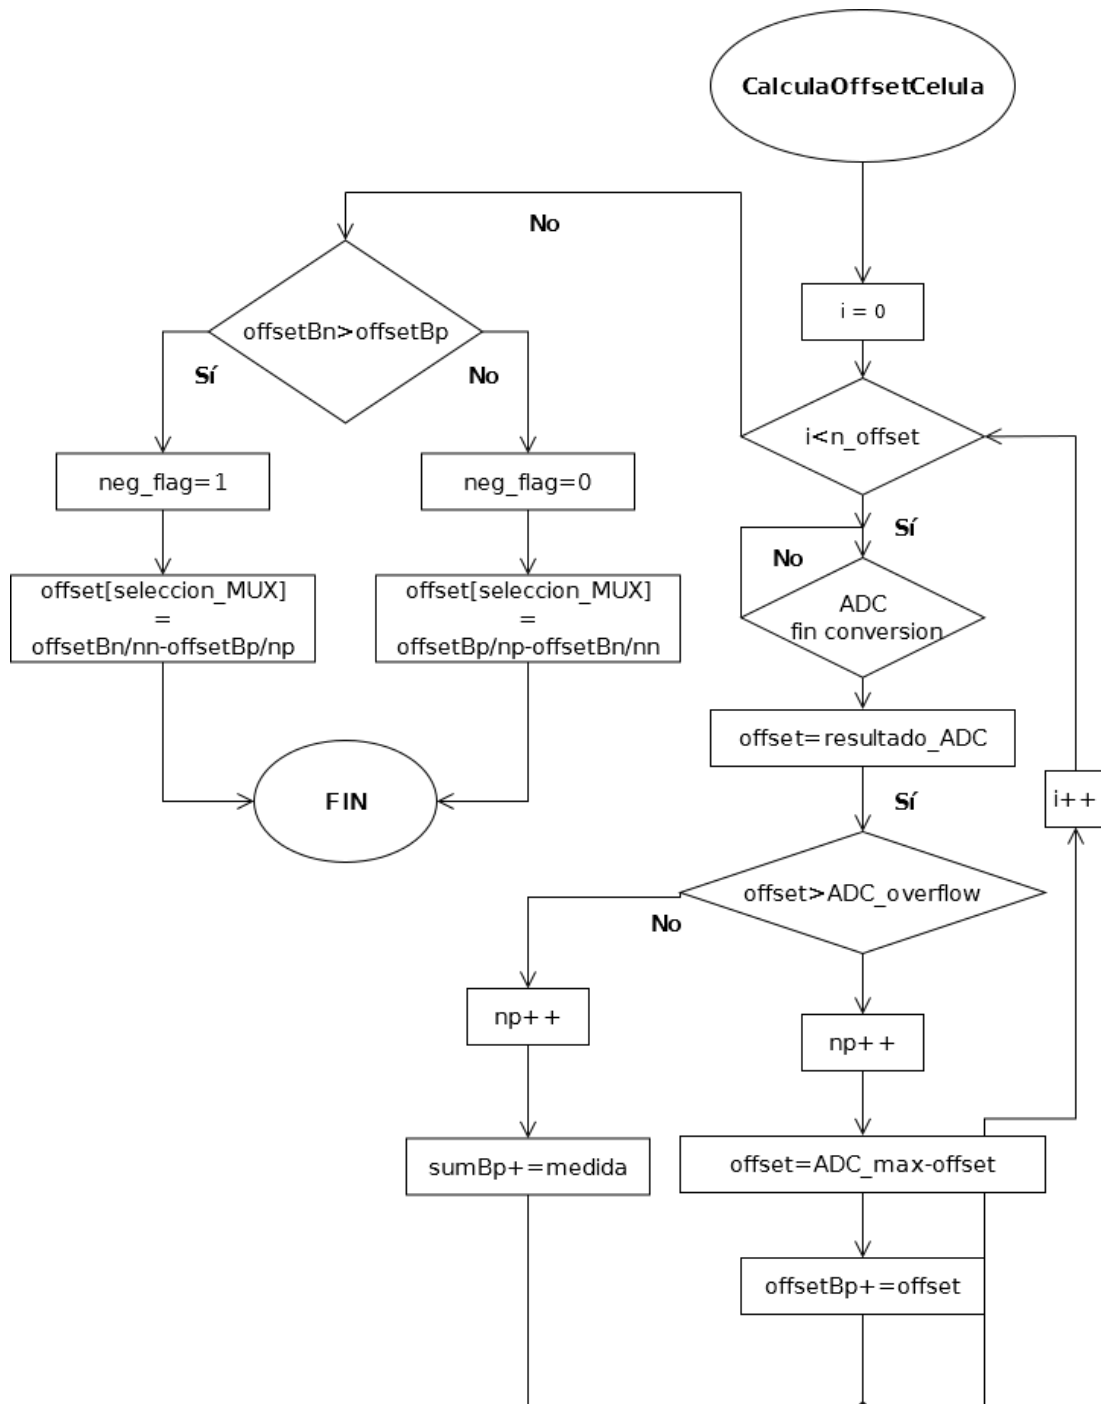 CalculaOffsetCelula
No
i = 0
offsetBn>offsetBp
Sí
No
i<n_offset
neg_flag=1
neg_flag=0
Sí
No
offset[seleccion_MUX]
=
offsetBn/nn-offsetBp/np
offset[seleccion_MUX]
=
offsetBp/np-offsetBn/nn
ADC
fin conversion
offset=resultado_ADC
FIN
Sí
i++
offset>ADC_overflow
No
np++
np++
sumBp+=medida
offset=ADC_max-offset
offsetBp+=offset